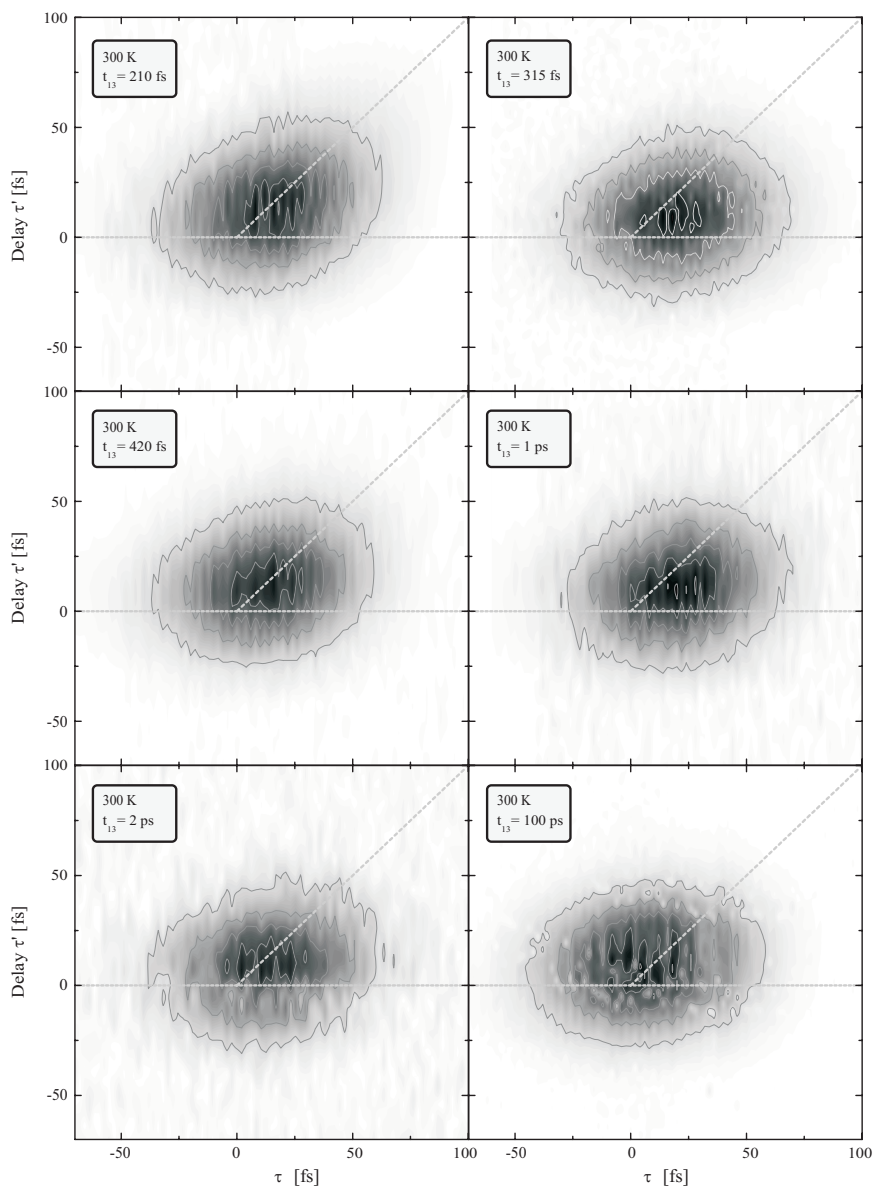 100
50
0
-50
Delay τ' [fs]
300 K
t₁₃= 210 fs
300 K
t₁₃= 315 fs
100
50
0
-50
Delay τ' [fs]
300 K
t₁₃= 420 fs
300 K
t₁₃= 1 ps
100
50
0
-50
Delay τ' [fs]
300 K
t₁₃= 2 ps
300 K
t₁₃= 100 ps
-50 0 50 100 -50 0 50 100
τ [fs] τ [fs]